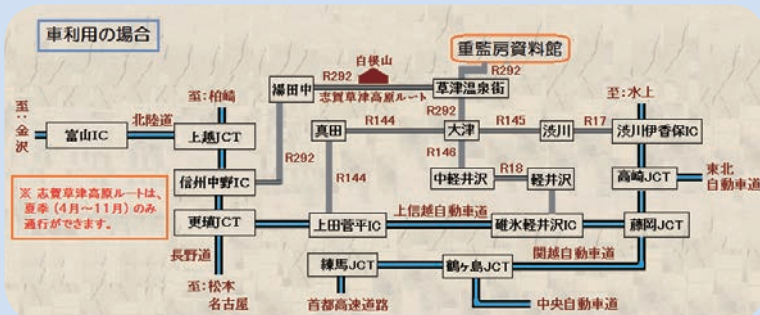 車利用の場合
重監房資料館
白根山
R292
R292
湯田中
志賀草津高原ルート
草津温泉街
至:金沢
北陸道
至:柏崎
至:水上
富山IC
上越JCT
R292
真田
R144
大津
R145
渋川
R17
渋川伊香保IC
R292
R146
信州中野IC
R144
中軽井沢
R18
軽井沢
高崎JCT
東北
自動車道
※ 志賀草津高原ルートは、
夏季(4月~11月)のみ
通行ができます。
更埴JCT
上田菅平IC
上信越自動車道
碓氷軽井沢IC
藤岡JCT
長野道
関越自動車道
練馬JCT
鶴ヶ島JCT
至:松本
名古屋
首都高速道路
中央自動車道